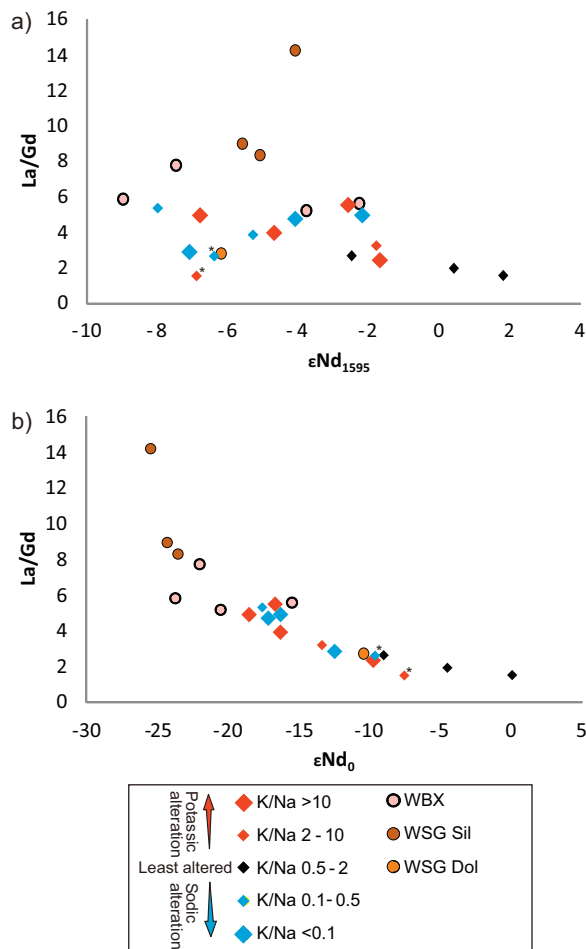 a)
La/Gd
16
14
12
10
8
6
4
2
0
*
*
-10
-8
-6
-4
-2
0
2
4
εNd1595
b)
La/Gd
16
14
12
10
8
6
4
2
0
*
*
-30
-25
-20
-15
-10
-5
0
5
εNd0
Potassic
alteration
Least altered
Sodic
alteration
K/Na >10
K/Na 2 - 10
K/Na 0.5 - 2
K/Na 0.1- 0.5
K/Na <0.1
WBX
WSG Sil
WSG Dol